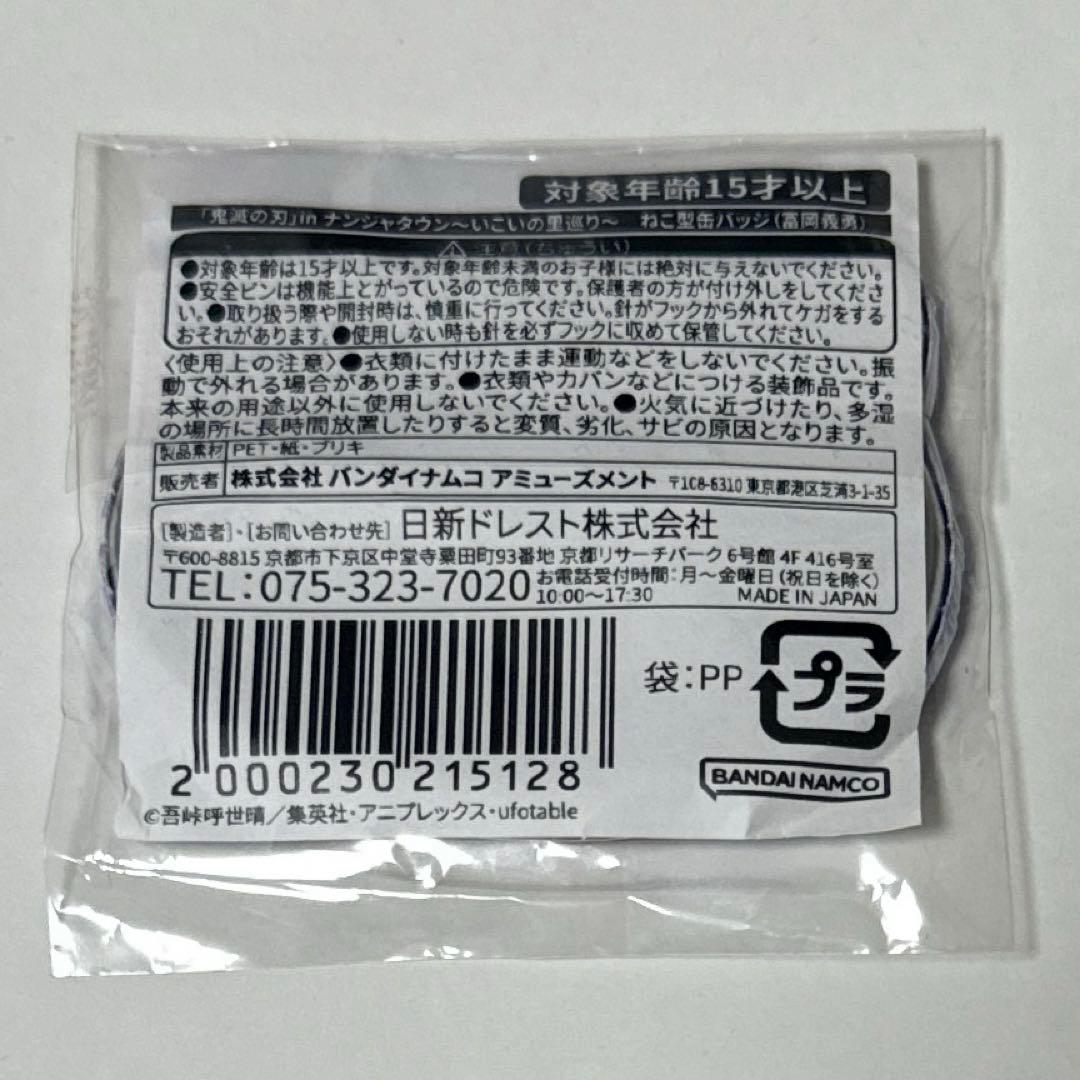 対象年齢15才以上
「鬼滅の刃」in ナンジャタウン〜いこいの里巡り〜 ねこ型缶バッジ(冨岡義勇)
⚠注意(ちゅうい)
●対象年齢は15才以上です。対象年齢未満のお子様には絶対に与えないでください。
●安全ピンは機能上とがっているので危険です。保護者の方が付け外しをしてくださ
い。●取り扱う際や開封時は、慎重に行ってください。針がフックから外れてケガをする
おそれがあります。●使用しない時も針を必ずフックに収めて保管してください。
〈使用上の注意〉●衣類に付けたまま運動などをしないでください。振
動で外れる場合があります。●衣類やカバンなどにつける装飾品です。
本来の用途以外に使用しないでください。●火気に近づけたり、多湿
の場所に長時間放置したりすると変質、劣化、サビの原因となります。
製品素材 PET・紙・ブリキ
販売者 株式会社 バンダイナムコ アミューズメント 〒108-6310 東京都港区芝浦3-1-35
[製造者]・[お問い合わせ先] 日新ドレスト株式会社
〒600-8815 京都市下京区中堂寺粟田町93番地 京都リサーチパーク 6号館 4F 416号室
TEL:075-323-7020 お電話受付時間:月〜金曜日(祝日を除く)
10:00〜17:30 MADE IN JAPAN
袋:PP プラ
BANDAI NAMCO
2 000230 215128
©吾峠呼世晴/集英社・アニプレックス・ufotable